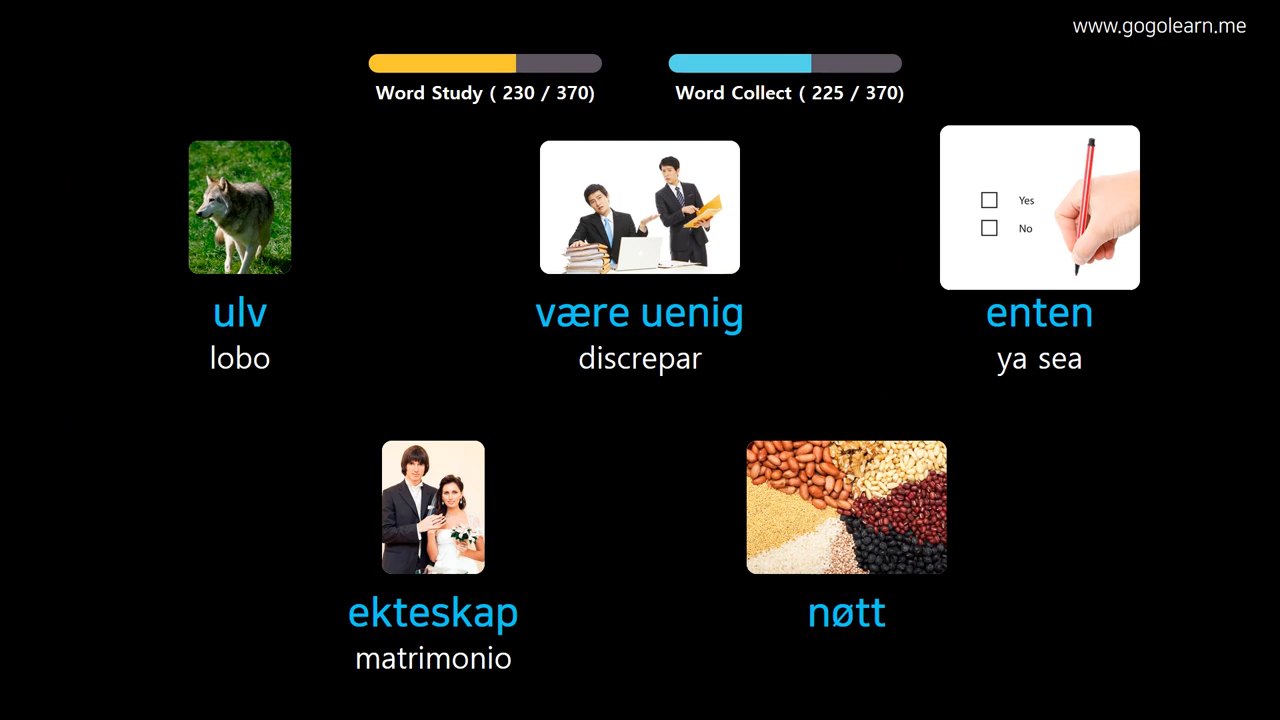 www.gogolearn.me
Word Study ( 230 / 370)
Word Collect ( 225 / 370)
Yes
No
ulv
lobo
være uenig
discrepar
enten
ya sea
ekteskap
matrimonio
nøtt